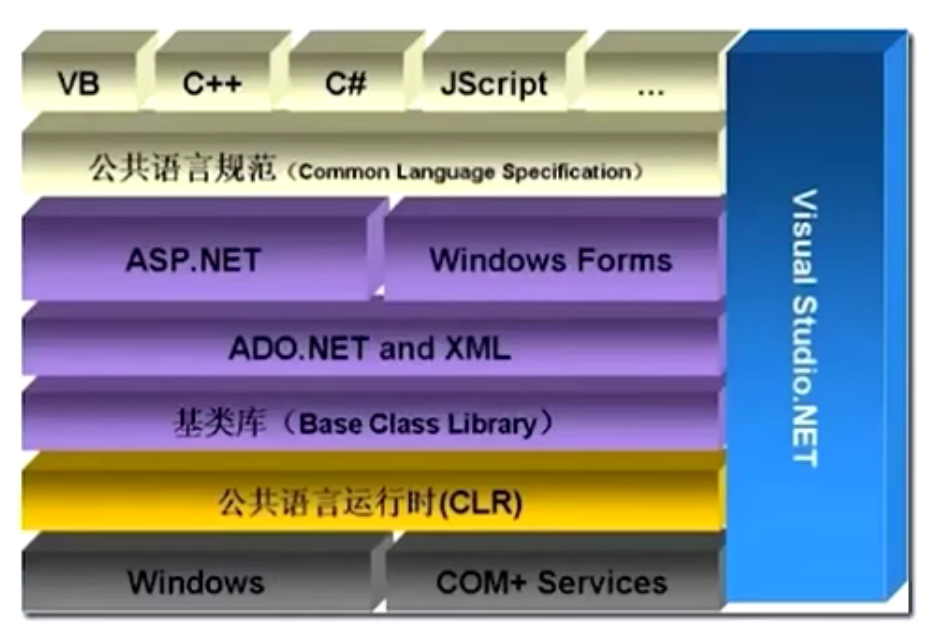 VB
C++
C#
JScript
...
公共语言规范（Common Language Specification）
ASP.NET
Windows Forms
ADO.NET and XML
基类库（Base Class Library）
公共语言运行时(CLR)
Windows
COM+ Services
Visual Studio.NET